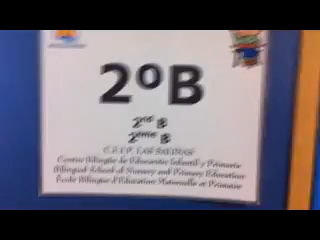 2ºB
2nd B
2ème B
C.E.I.P. LAS SALINAS
Centro Bilingüe de Educación Infantil y Primaria
Bilingual School of Nursery and Primary Education
École Bilingue d'Éducation Maternelle et Primaire